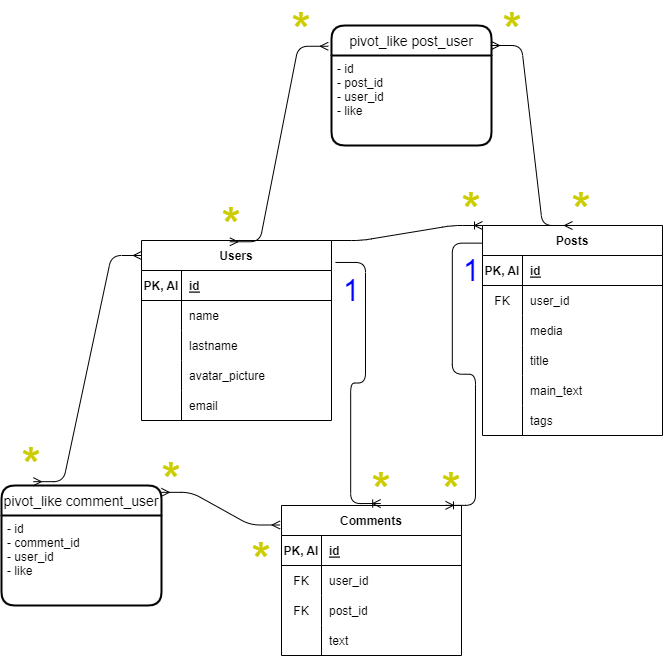 * *
pivot_like post_user
- id
- post_id
- user_id
- like
* * *
Users
PK, AI id
name
lastname
avatar_picture
email
1
Posts
1
PK, AI id
FK user_id
media
title
main_text
tags
* * * *
pivot_like comment_user
- id
- comment_id
- user_id
- like
*
Comments
PK, AI id
FK user_id
FK post_id
text